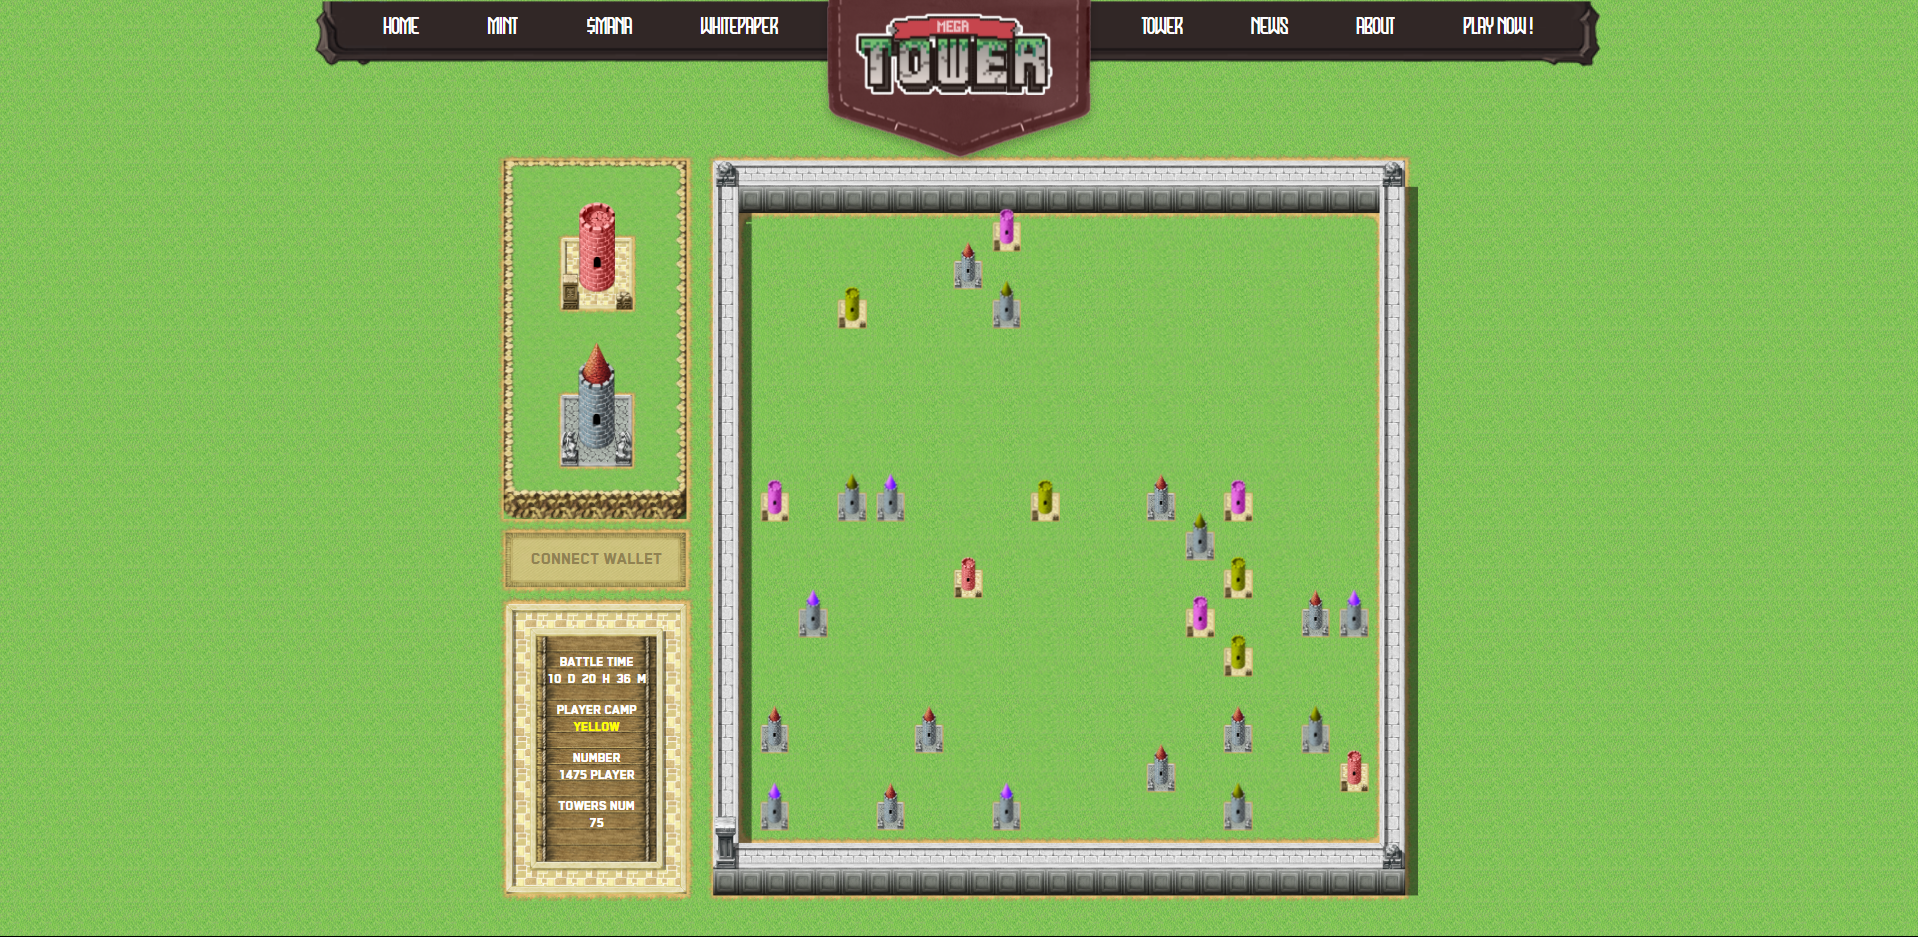 HOME MINT $MANA WHITEPAPER
MEGA
TOWER
TOWER NEWS ABOUT PLAY NOW !
CONNECT WALLET
BATTLE TIME
10 D 20 H 36 M
PLAYER CAMP
YELLOW
NUMBER
1475 PLAYER
TOWERS NUM
75